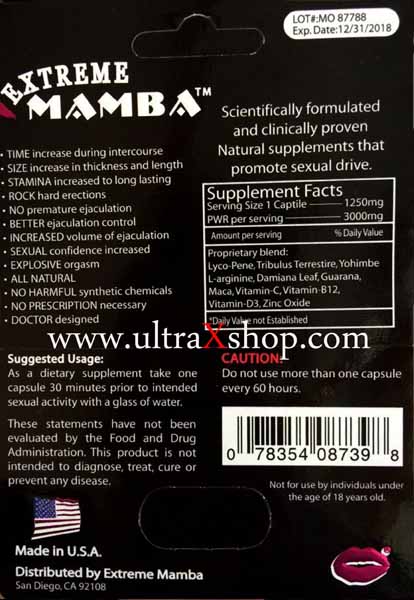 LOT#:MO 87788
Exp. Date:12/31/2018
EXTREME
MAMBA™
Scientifically formulated
and clinically proven
Natural supplements that
promote sexual drive.
• TIME increase during intercourse
• SIZE increase in thickness and length
• STAMINA increased to long lasting
• ROCK hard erections
• NO premature ejaculation
• BETTER ejaculation control
• INCREASED volume of ejaculation
• SEXUAL confidence increased
• EXPLOSIVE orgasm
• ALL NATURAL
• NO HARMFUL synthetic chemicals
• NO PRESCRIPTION necessary
• DOCTOR designed
Supplement Facts
Serving Size 1 Captile 1250mg
PWR per serving 3000mg
Amount per serving % Daily Value
Proprietary blend:
Lyco-Pene, Tribulus Terrestire, Yohimbe
L-arginine, Damiana Leaf, Guarana,
Maca, Vitamin-C, Vitamin-B12,
Vitamin-D3, Zinc Oxide
*Daily Value not Established
www.ultraXshop.com
Suggested Usage:
As a dietary supplement take one
capsule 30 minutes prior to intended
sexual activity with a glass of water.
These statements have not been
evaluated by the Food and Drug
Administration. This product is not
intended to diagnose, treat, cure or
prevent any disease.
CAUTION:
Do not use more than one capsule
every 60 hours.
0 78354 08739 8
Not for use by individuals under
the age of 18 years old.
Made in U.S.A.
Distributed by Extreme Mamba
San Diego, CA 92108